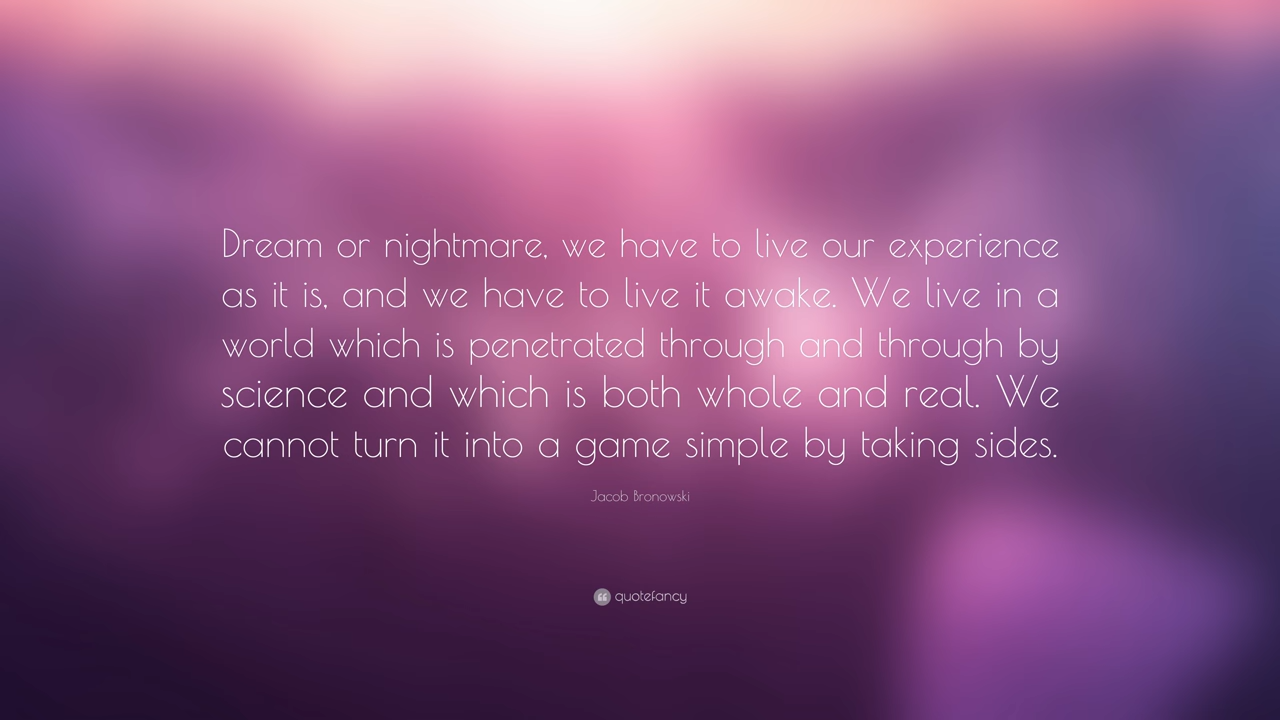 Dream or nightmare, we have to live our experience
as it is, and we have to live it awake. We live in a
world which is penetrated through and through by
science and which is both whole and real. We
cannot turn it into a game simple by taking sides.
Jacob Bronowski
quotefancy